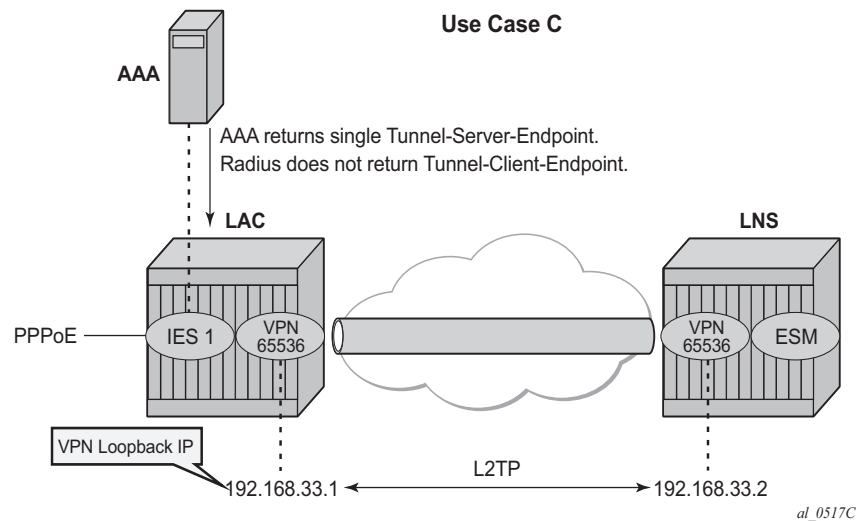 Use Case C
AAA
AAA returns single Tunnel-Server-Endpoint.
Radius does not return Tunnel-Client-Endpoint.
LAC
LNS
PPPoE
IES 1
VPN
65536
VPN
65536
ESM
VPN Loopback IP
L2TP
192.168.33.1
192.168.33.2
al_0517C